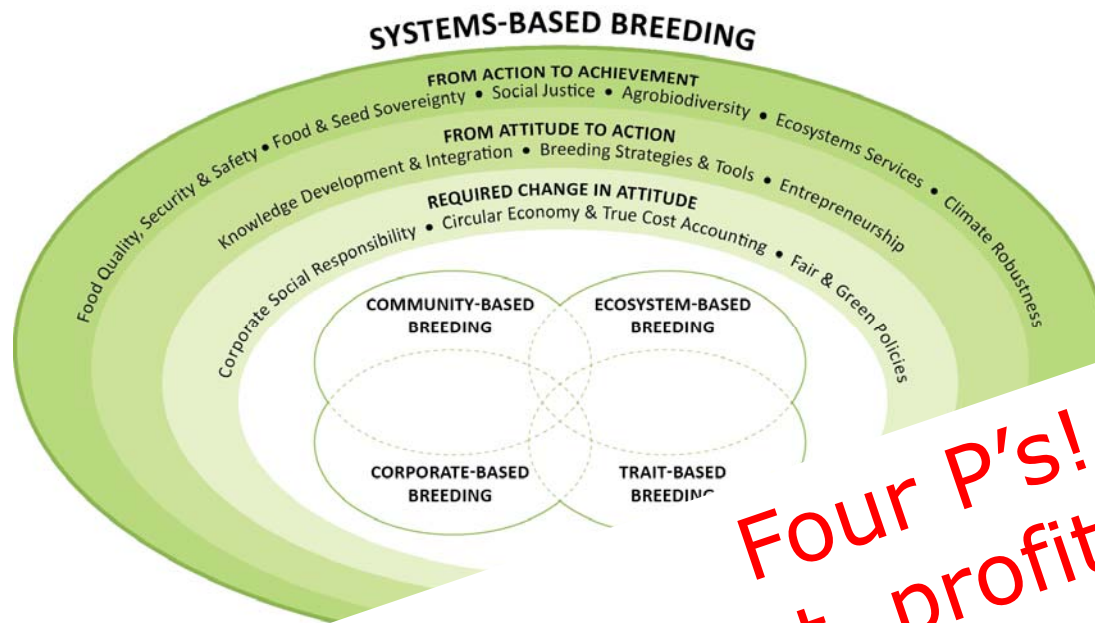 SYSTEMS-BASED BREEDING
FROM ACTION TO ACHIEVEMENT
Food Quality, Security & Safety • Food & Seed Sovereignty • Social Justice • Agrobiodiversity • Ecosystems Services • Climate Robustness
FROM ATTITUDE TO ACTION
Knowledge Development & Integration • Breeding Strategies & Tools • Entrepreneurship
REQUIRED CHANGE IN ATTITUDE
Corporate Social Responsibility • Circular Economy & True Cost Accounting • Fair & Green Policies
COMMUNITY-BASED
BREEDING
ECOSYSTEM-BASED
BREEDING
CORPORATE-BASED
BREEDING
TRAIT-BASED
BREEDING
Four P's!
profit